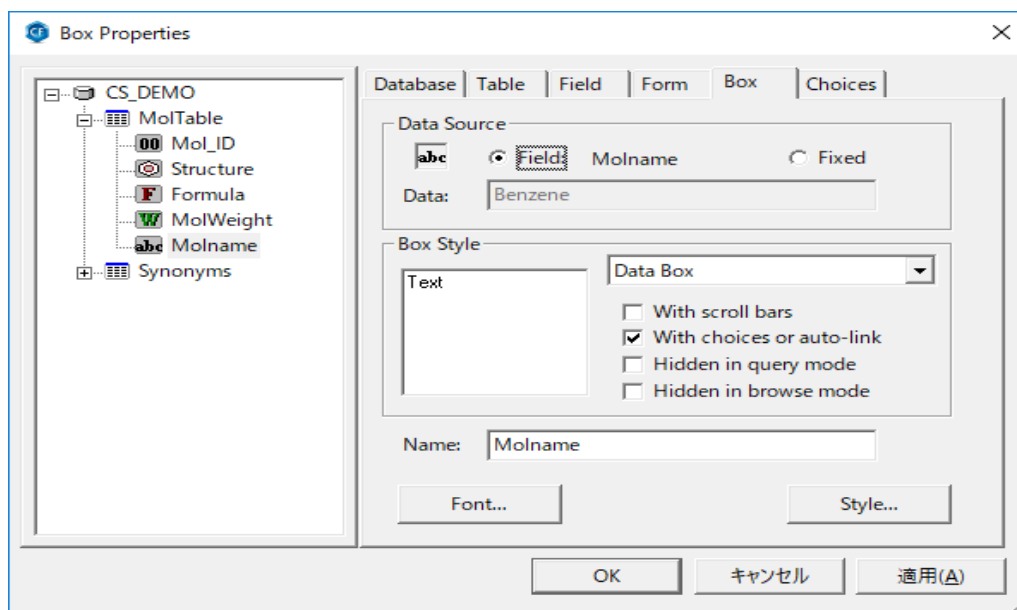 CF Box Properties
CS_DEMO
MolTable
00 Mol_ID
Structure
F Formula
W MolWeight
abc Molname
Synonyms
Database Table Field Form Box Choices
Data Source
abc Field: Molname Fixed
Data: Benzene
Box Style
Text
Data Box
With scroll bars
With choices or auto-link
Hidden in query mode
Hidden in browse mode
Name: Molname
Font... Style...
OK キャンセル 適用(A)